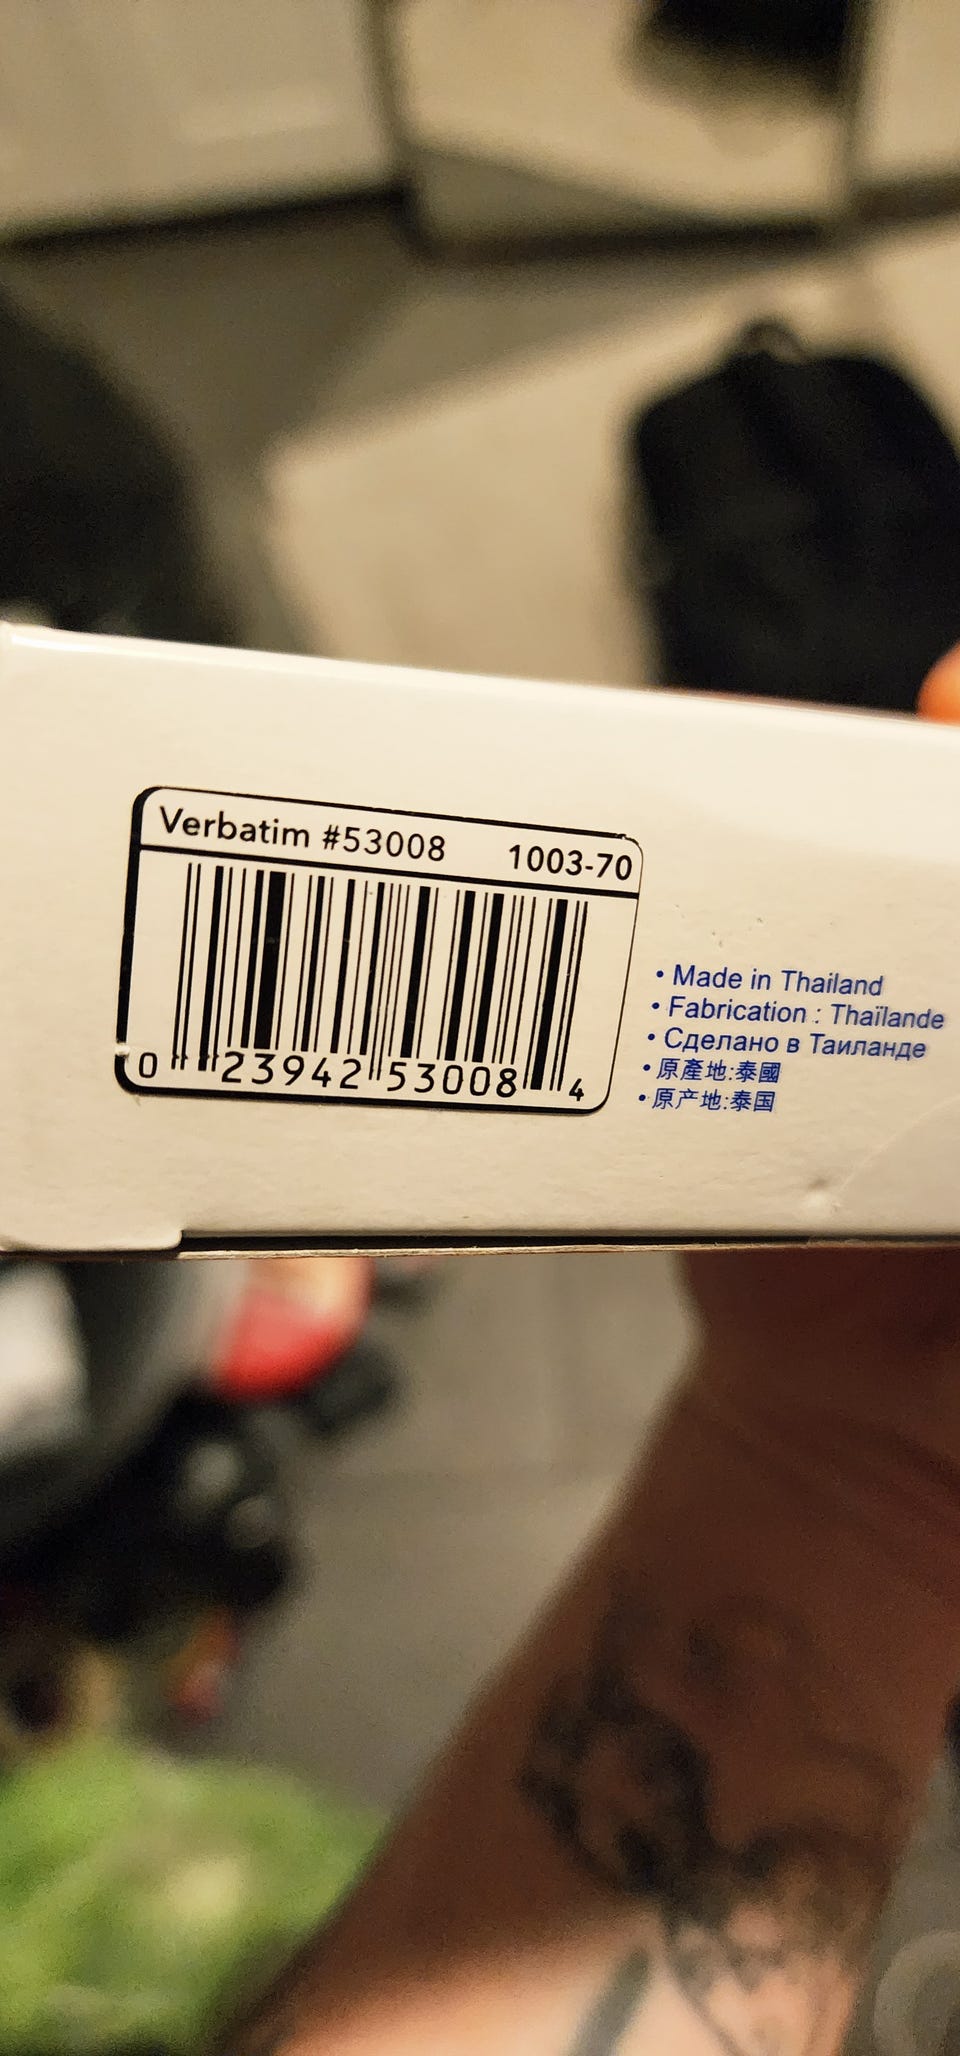 Verbatim #53008 1003-70
0 23942 53008 4
• Made in Thailand
• Fabrication : Thaïlande
• Сделано в Таиланде
• 原產地:泰國
• 原产地:泰国